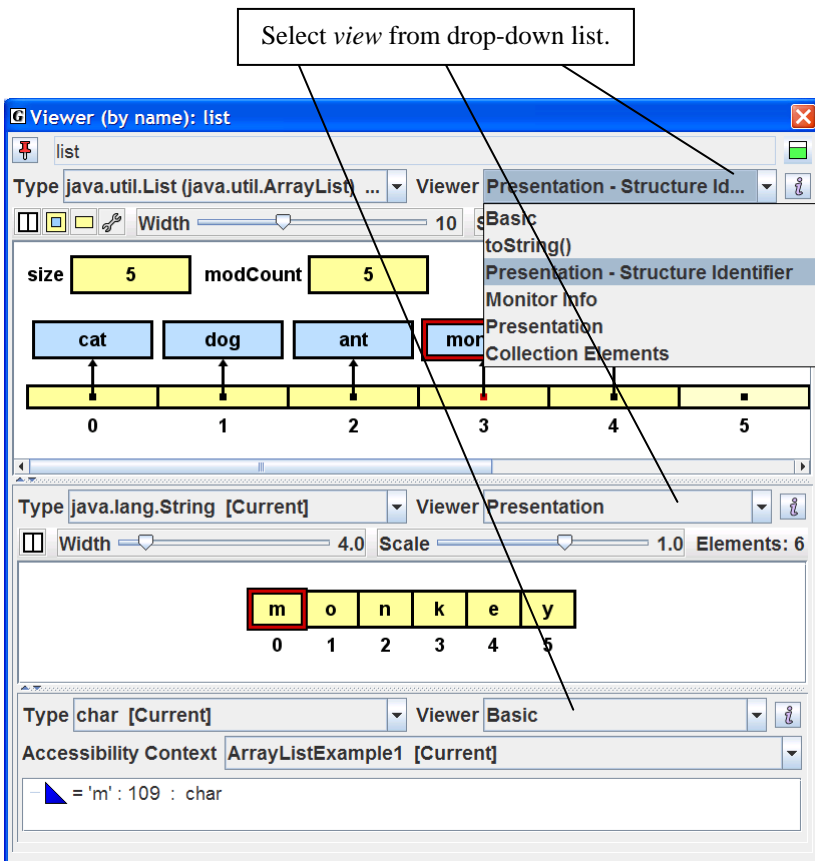 Select view from drop-down list.
G Viewer (by name): list
list
Type java.util.List (java.util.ArrayList) ... Viewer Presentation - Structure Id... i
Width 10
Basic
toString()
Presentation - Structure Identifier
Monitor Info
Presentation
Collection Elements
size 5 modCount 5
cat dog ant
0 1 2 3 4 5
Type java.lang.String [Current] Viewer Presentation i
Width 4.0 Scale 1.0 Elements: 6
m o n k e y
0 1 2 3 4 5
Type char [Current] Viewer Basic i
Accessibility Context ArrayListExample1 [Current]
= 'm' : 109 : char